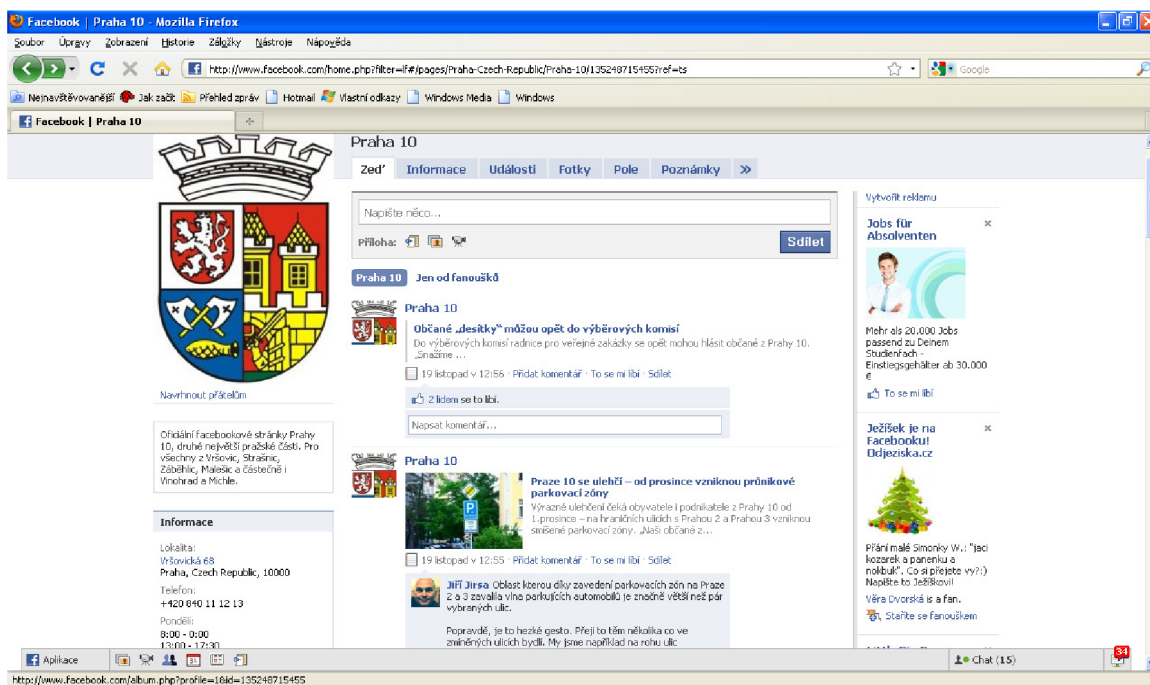 Facebook | Praha 10 - Mozilla Firefox
Soubor Úpravy Zobrazení Historie Záložky Nástroje Nápověda
http://www.facebook.com/home.php?filter=lf#/pages/Praha-Czech-Republic/Praha-10/135248715455?ref=ts
Google
Nejnavštěvovanější Jak začít Přehled zpráv Hotmail Vlastní odkazy Windows Media Windows
Facebook | Praha 10
Praha 10
Zeď Informace Události Fotky Pole Poznámky »
Napište něco...
Příloha:
Sdílet
Praha 10 Jen od fanoušků
Praha 10
Občané „desítky“ můžou opět do výběrových komisí
Do výběrových komisí radnice pro veřejné zakázky se opět mohou hlásit občané z Prahy 10.
„Snažíme ...
19 listopad v 12:56 · Přidat komentář · To se mi líbí · Sdílet
2 lidem se to líbí.
Napsat komentář...
Praha 10
Praze 10 se ulehčí – od prosince vzniknou průnikové
parkovací zóny
Výrazné ulehčení čeká obyvatele i podnikatele z Prahy 10 od
1.prosince – na hraničních ulicích s Prahou 2 a Prahou 3 vzniknou
smíšené parkovací zóny. „Naši občané z...
19 listopad v 12:55 · Přidat komentář · To se mi líbí · Sdílet
Jiří Jirsa Oblast kterou díky zavedení parkovacích zón na Praze
2 a 3 zavalila vlna parkujících automobilů je značně větší než pár
vybraných ulic.
Popravdě, je to hezké gesto. Přeji to těm několika co ve
zmíněných ulicích bydlí. My jsme například na rohu ulic
Navrhnout přátelům
Oficiální facebookové stránky Prahy
10, druhé největší pražské části. Pro
všechny z Vršovic, Strašnic,
Záběhlic, Malešic a částečně i
Vinohrad a Michle.
Informace
Lokalita:
Vršovická 68
Praha, Czech Republic, 10000
Telefon:
+420 840 11 12 13
Pondělí:
8:00 - 0:00
13:00 - 17:30
Vytvořit reklamu
Jobs für
Absolventen
Mehr als 20.000 Jobs
passend zu Deinem
Studienfach -
Einstiegsgehälter ab 30.000
€
To se mi líbí
Ježíšek je na
Facebooku!
Odjeziska.cz
Přání malé Simonky W.: "jaci
kozarek a panenku a
nokbuk". Co si přejete vy?:)
Napište to Ježíškovi!
Věra Dvorská is a fan.
Staňte se fanouškem
Aplikace
31
Chat (15)
34
http://www.facebook.com/album.php?profile=1&id=135248715455